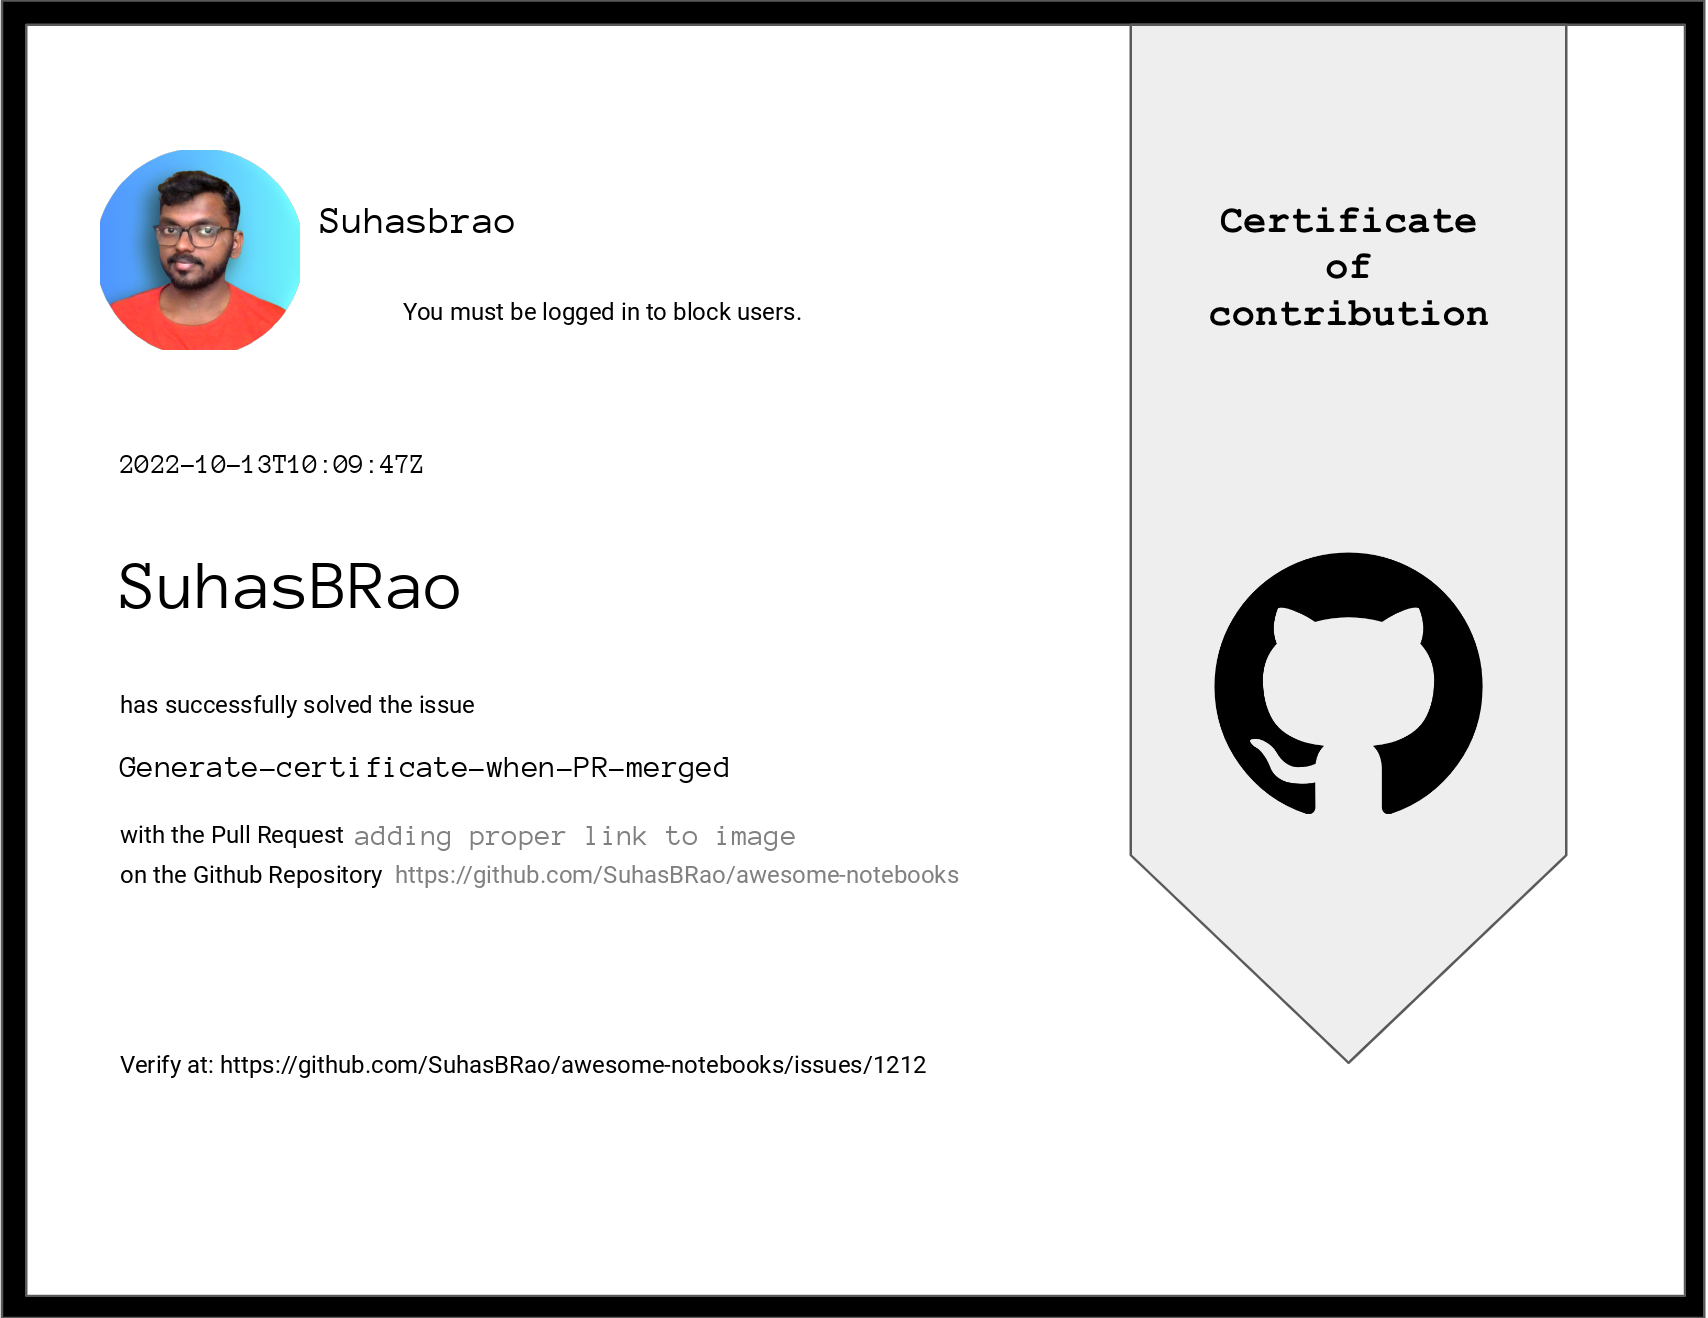 Suhasbrao
You must be logged in to block users.
2022-10-13T10:09:47Z
SuhasBRao
has successfully solved the issue
Generate-certificate-when-PR-merged
with the Pull Request adding proper link to image
on the Github Repository https://github.com/SuhasBRao/awesome-notebooks
Verify at: https://github.com/SuhasBRao/awesome-notebooks/issues/1212
Certificate
of
contribution